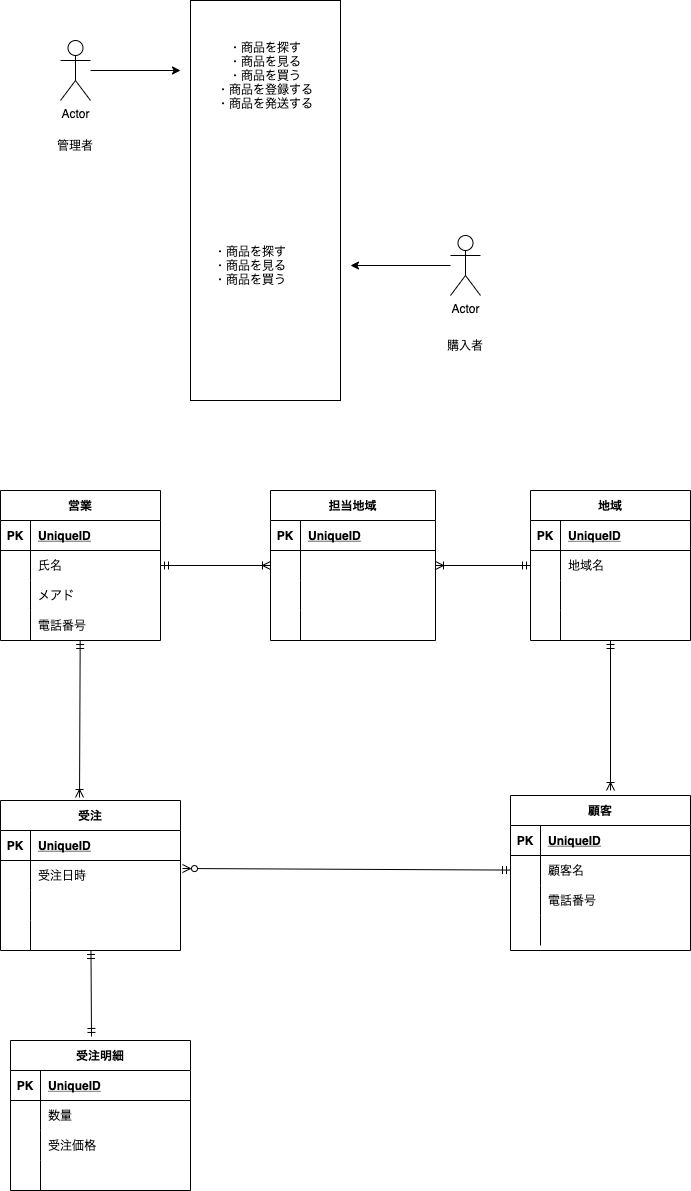 ・商品を探す
・商品を見る
・商品を買う
・商品を登録する
・商品を発送する
Actor
管理者
・商品を探す
・商品を見る
・商品を買う
Actor
購入者
営業
PK UniqueID
氏名
メアド
電話番号
担当地域
PK UniqueID
地域
PK UniqueID
地域名
受注
PK UniqueID
受注日時
顧客
PK UniqueID
顧客名
電話番号
受注明細
PK UniqueID
数量
受注価格